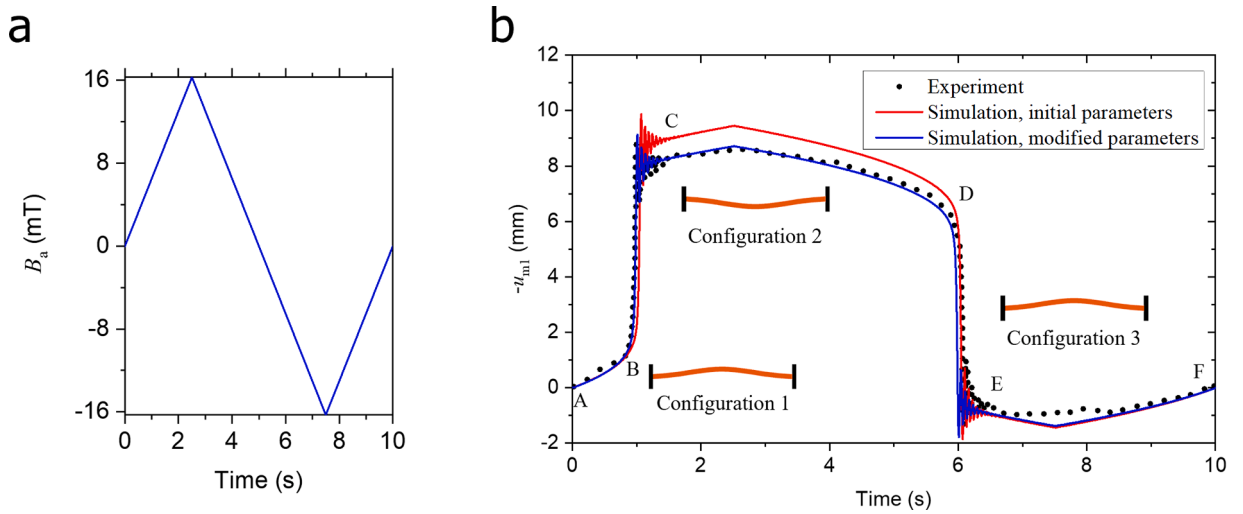 a
16
8
0
-8
-16
0
2
4
6
8
10
Time (s)
Ba (mT)
b
12
10
8
6
4
2
0
-2
0
2
4
6
8
10
Time (s)
-um1 (mm)
Experiment
Simulation, initial parameters
Simulation, modified parameters
C
D
Configuration 2
Configuration 3
B
A
Configuration 1
E
F